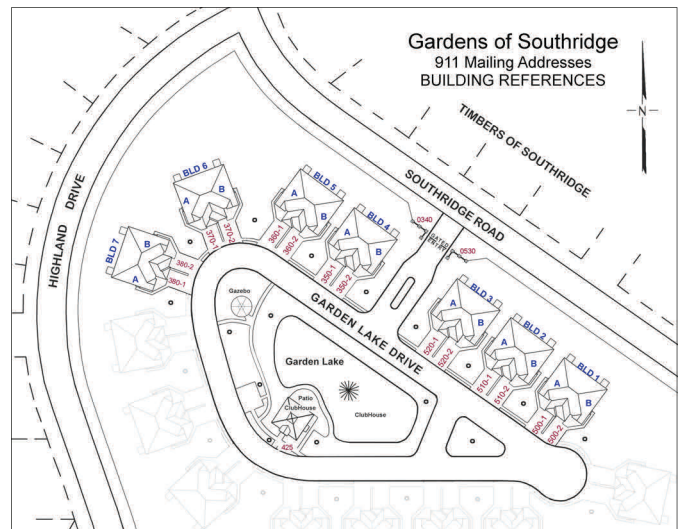 Gardens of Southridge
911 Mailing Addresses
BUILDING REFERENCES
N
TIMBERS OF SOUTHRIDGE
SOUTHRIDGE ROAD
HIGHLAND DRIVE
BLD 6
A
B
370-1
370-2
BLD 5
A
B
360-1
360-2
BLD 4
A
B
350-1
350-2
0340
GATED
0530
BLD 7
B
A
380-2
380-1
BLD 3
A
B
520-1
520-2
BLD 2
A
B
510-1
510-2
BLD 1
A
B
500-1
500-2
GARDEN LAKE DRIVE
Gazebo
Garden Lake
Patio
ClubHouse
ClubHouse
425